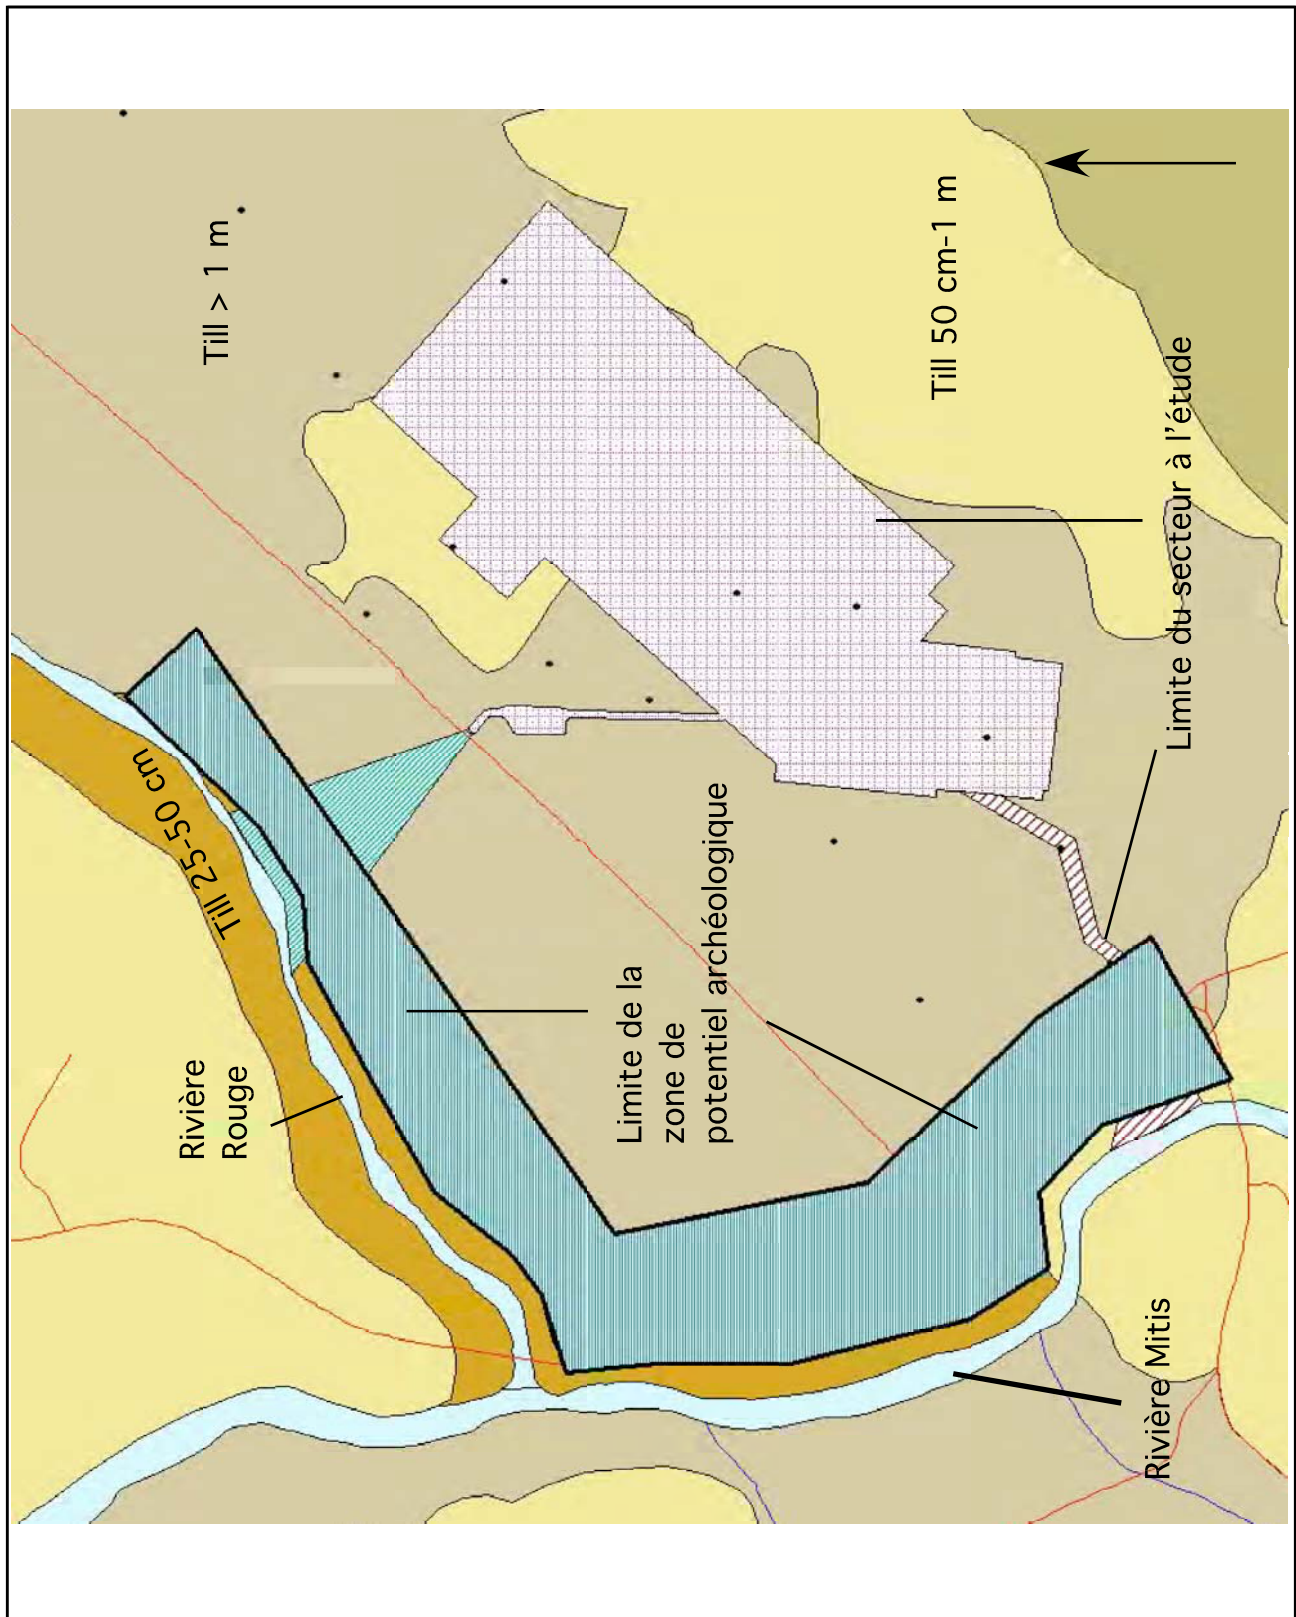 Till > 1 m
Till 50 cm-1 m
Till 25-50 cm
Limite du secteur à l'étude
Rivière
Rouge
Limite de la
zone de
potentiel archéologique
Rivière Mitis